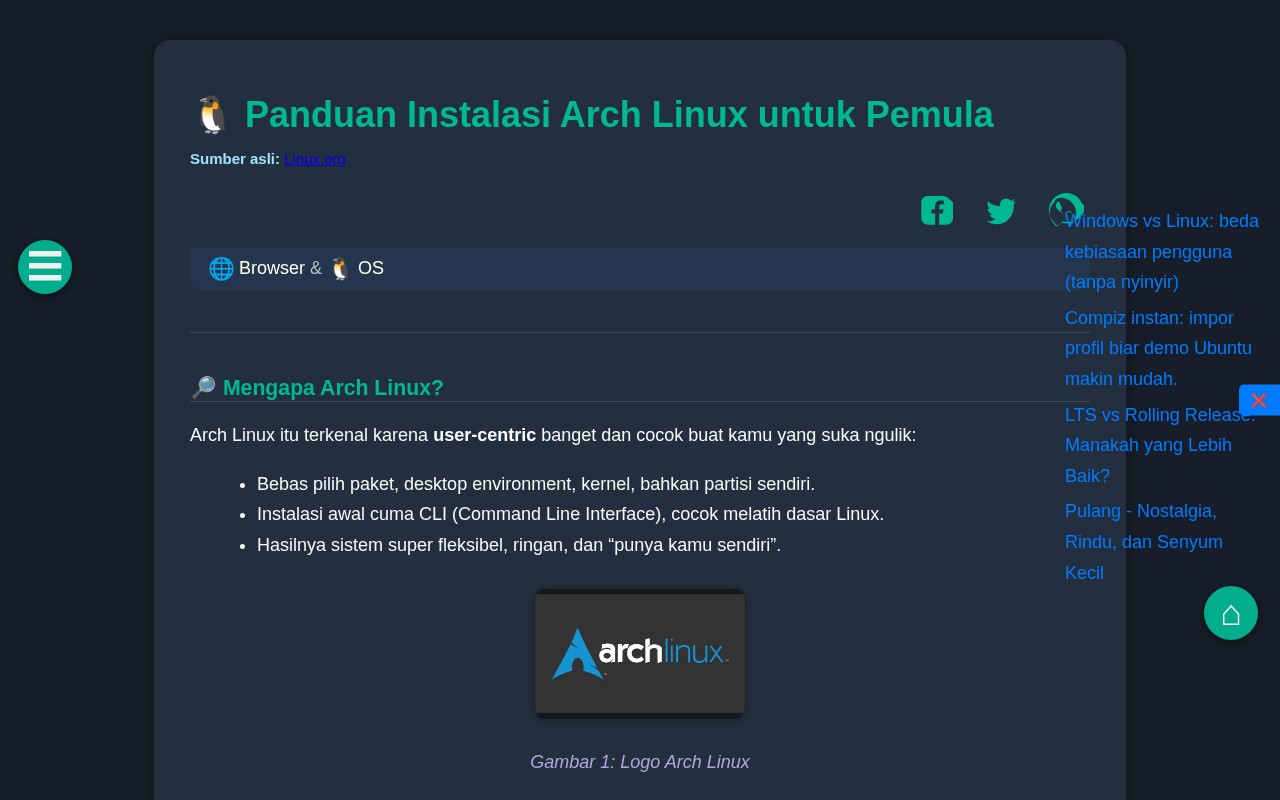 🐧 Panduan Instalasi Arch Linux untuk Pemula
Sumber asli: Linux.org
🌐 Browser & 🐧 OS
🔎 Mengapa Arch Linux?
Arch Linux itu terkenal karena user-centric banget dan cocok buat kamu yang suka ngulik:
• Bebas pilih paket, desktop environment, kernel, bahkan partisi sendiri.
• Instalasi awal cuma CLI (Command Line Interface), cocok melatih dasar Linux.
• Hasilnya sistem super fleksibel, ringan, dan “punya kamu sendiri”.
archlinux
Gambar 1: Logo Arch Linux
Windows vs Linux: beda
kebiasaan pengguna
(tanpa nyinyir)
Compiz instan: impor
profil biar demo Ubuntu
makin mudah.
LTS vs Rolling Release:
Manakah yang Lebih
Baik?
Pulang - Nostalgia,
Rindu, dan Senyum
Kecil